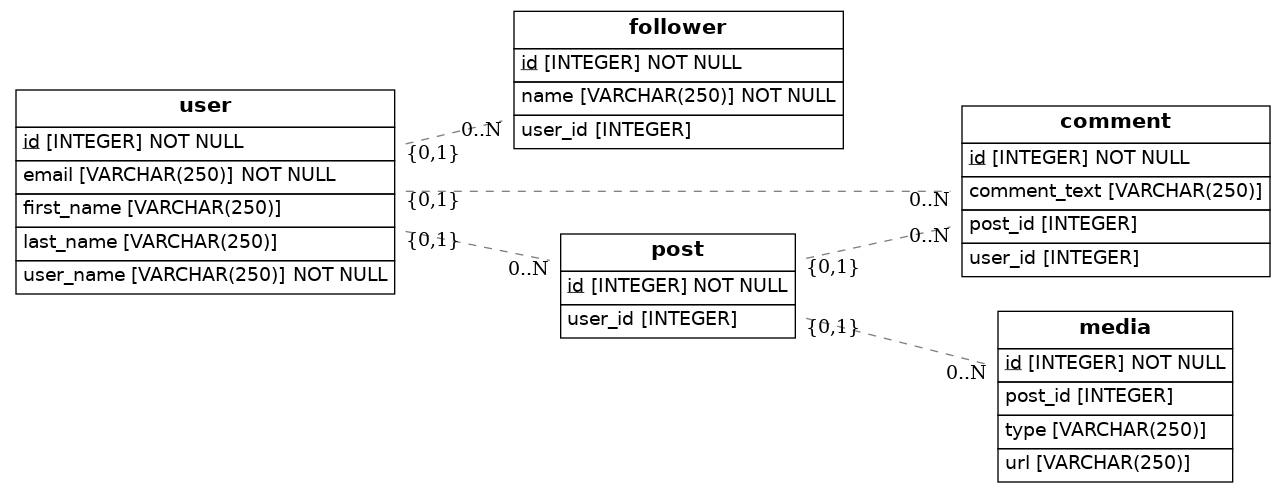 user
id [INTEGER] NOT NULL
email [VARCHAR(250)] NOT NULL
first_name [VARCHAR(250)]
last_name [VARCHAR(250)]
user_name [VARCHAR(250)] NOT NULL
follower
id [INTEGER] NOT NULL
name [VARCHAR(250)] NOT NULL
user_id [INTEGER]
0..N
{0,1}
{0,1}
0..N
{0,1}
0..N
post
id [INTEGER] NOT NULL
user_id [INTEGER]
comment
id [INTEGER] NOT NULL
comment_text [VARCHAR(250)]
post_id [INTEGER]
user_id [INTEGER]
0..N
{0,1}
{0,1}
0..N
media
id [INTEGER] NOT NULL
post_id [INTEGER]
type [VARCHAR(250)]
url [VARCHAR(250)]